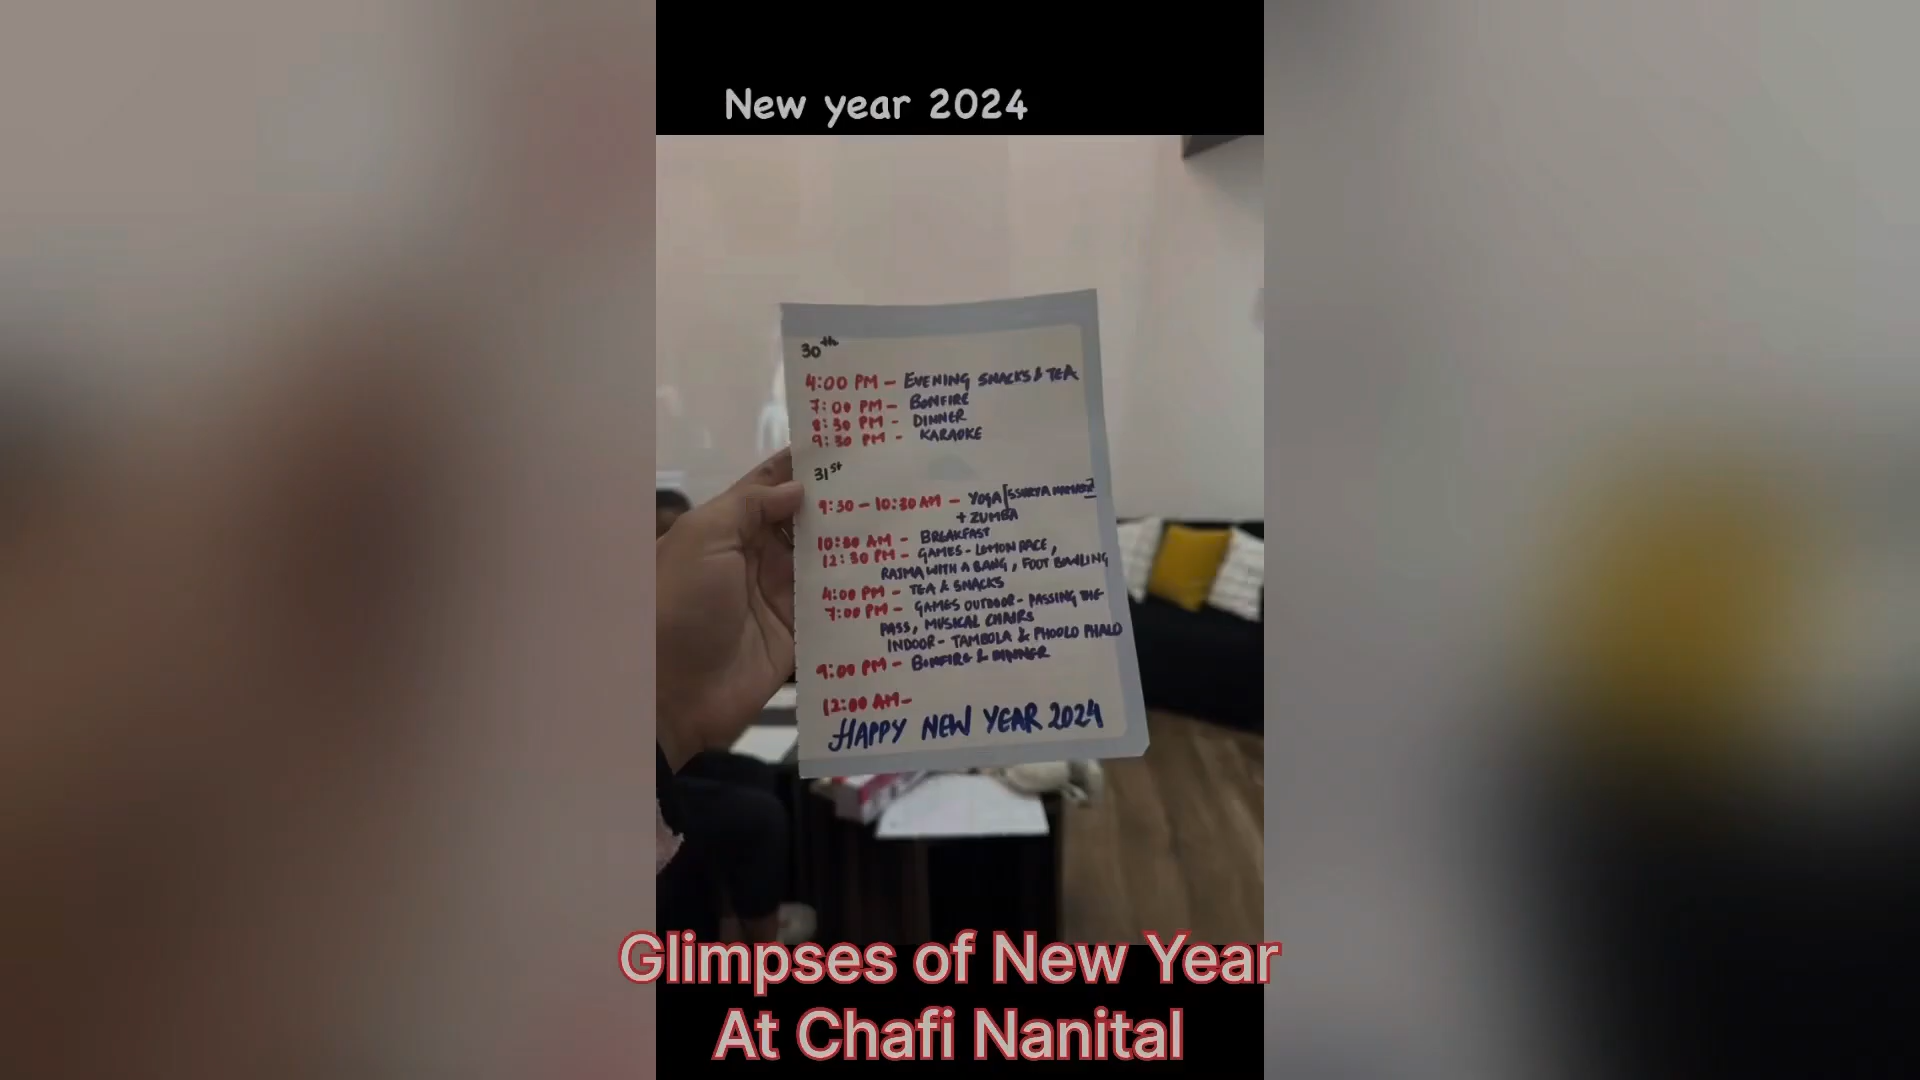 New year 2024
30th
4:00 PM - EVENING SNACKS & TEA
7:00 PM - BONFIRE
8:30 PM - DINNER
9:30 PM - KARAOKE
31st
9:30 - 10:30 AM - YOGA [SSURYA
+ ZUMBA
10:30 AM - BREAKFAST
12:30 PM - GAMES - LEMON RACE,
RAJMA WITH A BANG, FOOT BOWLING
4:00 PM - TEA & SNACKS
7:00 PM - GAMES OUTDOOR - PASSING THE
PASS, MUSICAL CHAIRS
INDOOR - TAMBOLA & PHOOLO PHALO
9:00 PM - BONFIRE & DINNER
12:00 AM-
HAPPY NEW YEAR 2024
Glimpses of New Year
At Chafi Nanital